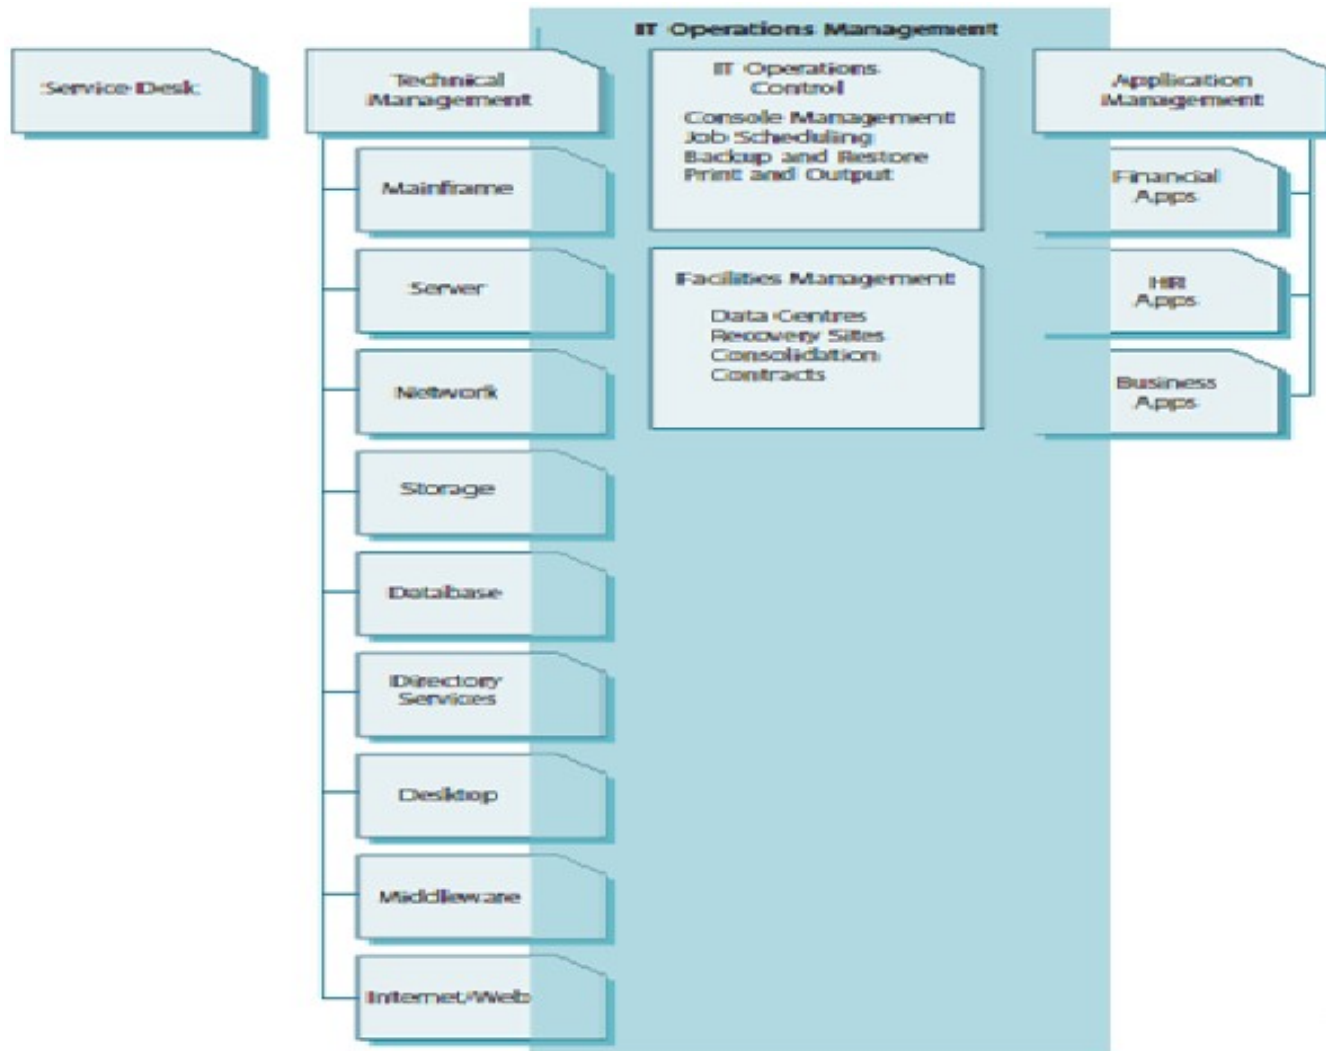 IT Operations Management
Service Desk
Technical
Management
IT Operations
Control
Console Management
Job Scheduling
Backup and Restore
Print and Output
Application
Management
Mainframe
Server
Network
Storage
Database
Directory
Services
Desktop
Middleware
Internet/Web
Facilities Management
Data Centres
Recovery Sites
Consolidation
Contracts
Financial
Apps
HR
Apps
Business
Apps